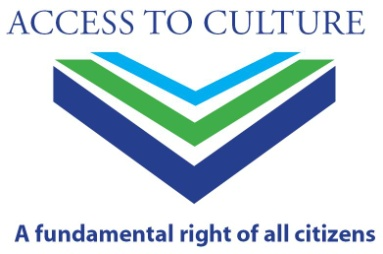 ACCESS TO CULTURE
A fundamental right of all citizens